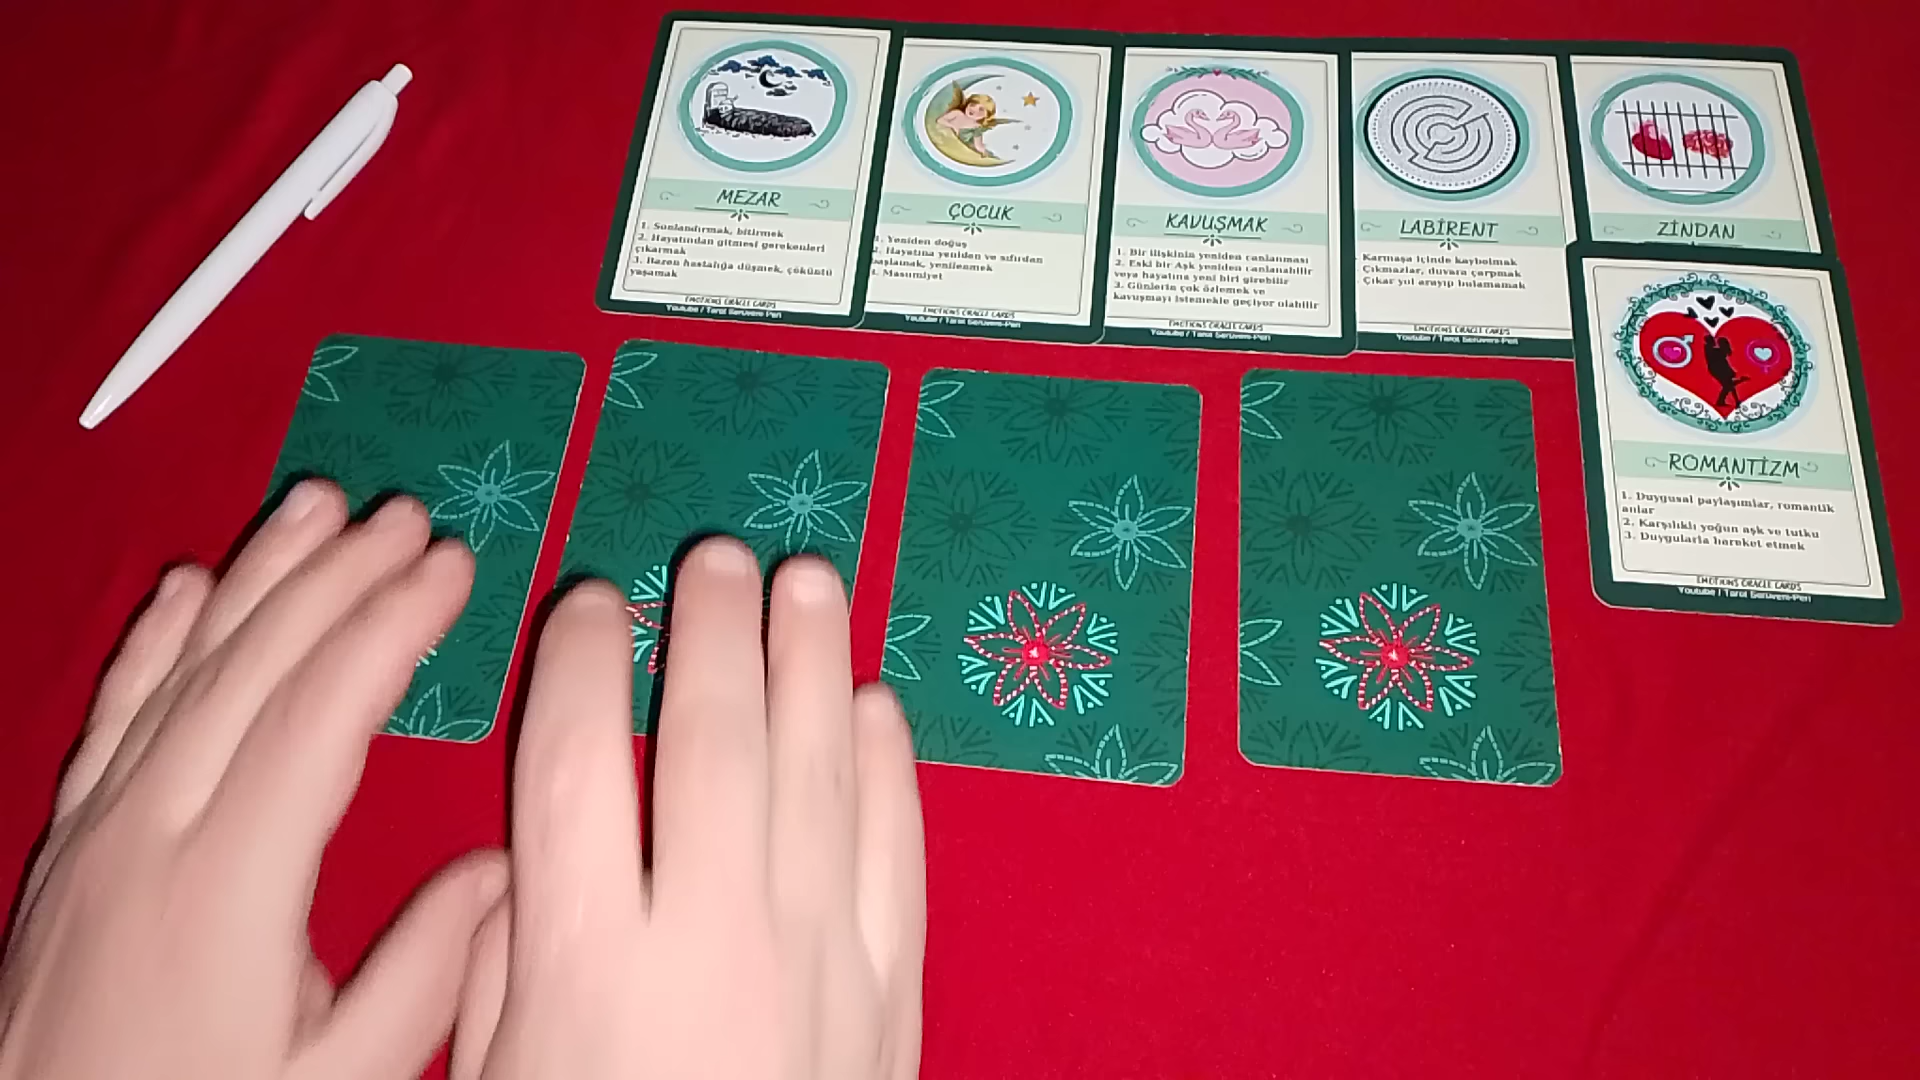 MEZAR
1. Sonlandırmak, bitirmek
2. Hayatından gitmesi gerekenleri
çıkarmak
3. Bazen hastalığa düşmek, çöküntü
yaşamak
EMOTIONS ORACLE CARDS
Youtube / Tarot Serüveni-Peri
ÇOCUK
1. Yeniden doğuş
2. Hayatına yeniden ve sıfırdan
başlamak, yenilenmek
3. Masumiyet
EMOTIONS ORACLE CARDS
Youtube / Tarot Serüveni-Peri
KAVUŞMAK
1. Bir ilişkinin yeniden canlanması
2. Eski bir Aşk yeniden canlanabilir
veya hayatına yeni biri girebilir
3. Günlerin çok özlemek ve
kavuşmayı istemekle geçiyor olabilir
EMOTIONS ORACLE CARDS
Youtube / Tarot Serüveni-Peri
LABİRENT
Karmaşa içinde kaybolmak
Çıkmazlar, duvara çarpmak
Çıkar yol arayıp bulamamak
EMOTIONS ORACLE CARDS
Youtube / Tarot Serüveni-Peri
ZİNDAN
ROMANTİZM
1. Duygusal paylaşımlar, romantik
anlar
2. Karşılıklı yoğun aşk ve tutku
3. Duygularla hareket etmek
EMOTIONS ORACLE CARDS
Youtube / Tarot Serüveni-Peri